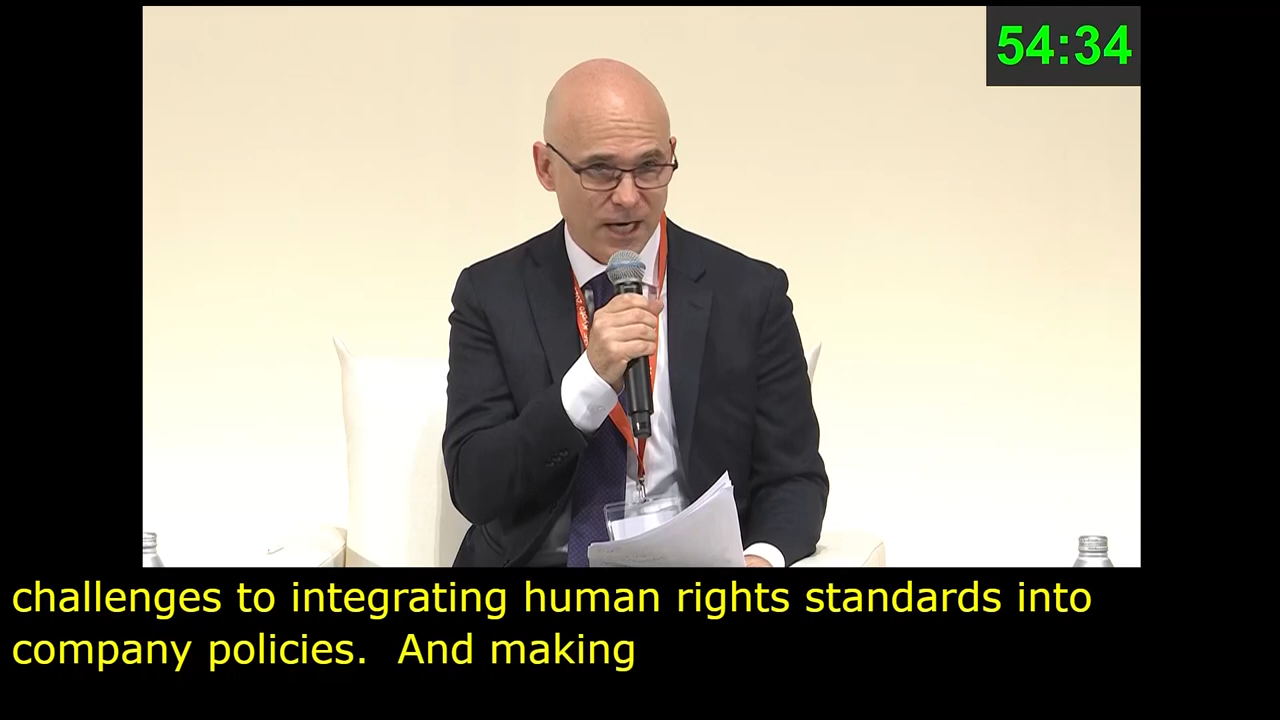 54:34
challenges to integrating human rights standards into
company policies.  And making